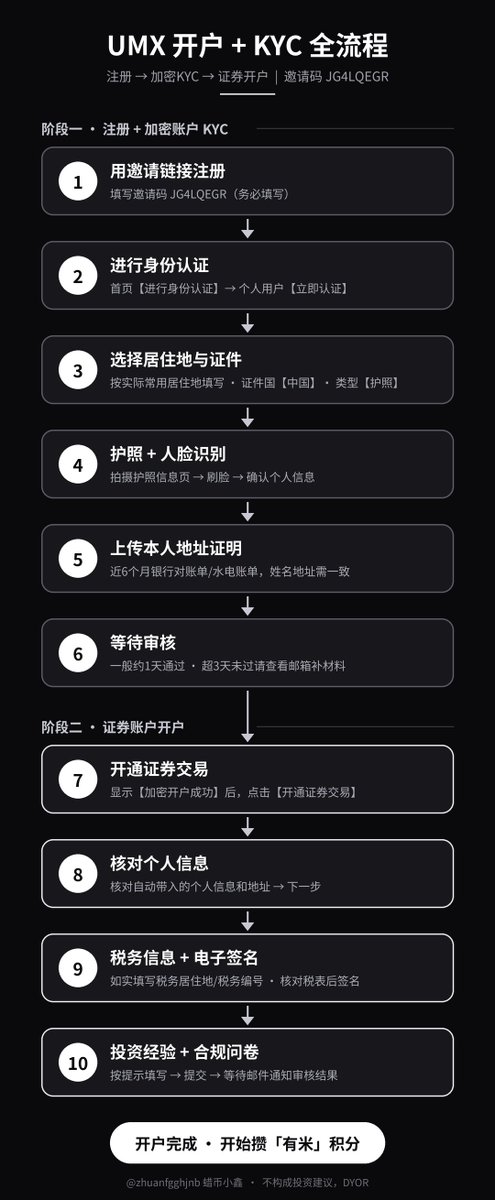 UMX 开户 + KYC 全流程
注册 → 加密KYC → 证券开户 | 邀请码 JG4LQEGR
阶段一 · 注册 + 加密账户 KYC
1
用邀请链接注册
填写邀请码 JG4LQEGR（务必填写）
2
进行身份认证
首页【进行身份认证】→ 个人用户【立即认证】
3
选择居住地与证件
按实际常用居住地填写 · 证件国【中国】· 类型【护照】
4
护照 + 人脸识别
拍摄护照信息页 → 刷脸 → 确认个人信息
5
上传本人地址证明
近6个月银行对账单/水电账单，姓名地址需一致
6
等待审核
一般约1天通过 · 超3天未过请查看邮箱补材料
阶段二 · 证券账户开户
7
开通证券交易
显示【加密开户成功】后，点击【开通证券交易】
8
核对个人信息
核对自动带入的个人信息和地址 → 下一步
9
税务信息 + 电子签名
如实填写税务居住地/税务编号 · 核对税表后签名
10
投资经验 + 合规问卷
按提示填写 → 提交 → 等待邮件通知审核结果
开户完成 · 开始攒「有米」积分
@zhuanfgghjnb 蜡币小鑫 · 不构成投资建议，DYOR